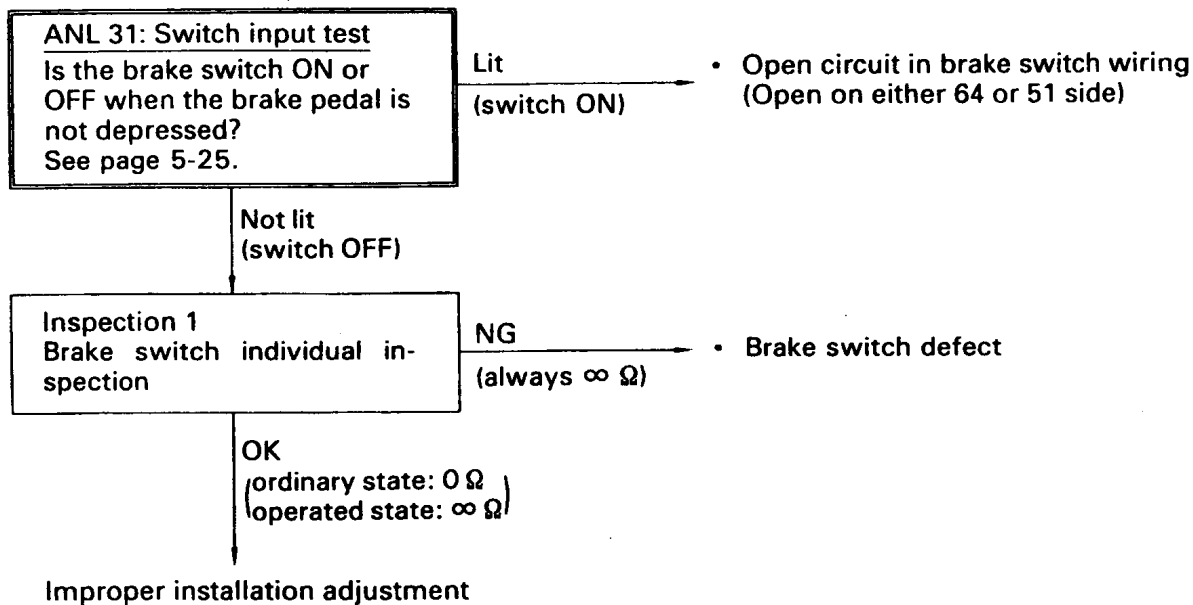 ANL 31: Switch input test
Is the brake switch ON or
OFF when the brake pedal is
not depressed?
See page 5-25.
Lit
(switch ON)
• Open circuit in brake switch wiring
(Open on either 64 or 51 side)
Not lit
(switch OFF)
Inspection 1
Brake switch individual in-
spection
NG
(always ∞ Ω)
• Brake switch defect
OK
(ordinary state: 0 Ω
operated state: ∞ Ω)
Improper installation adjustment